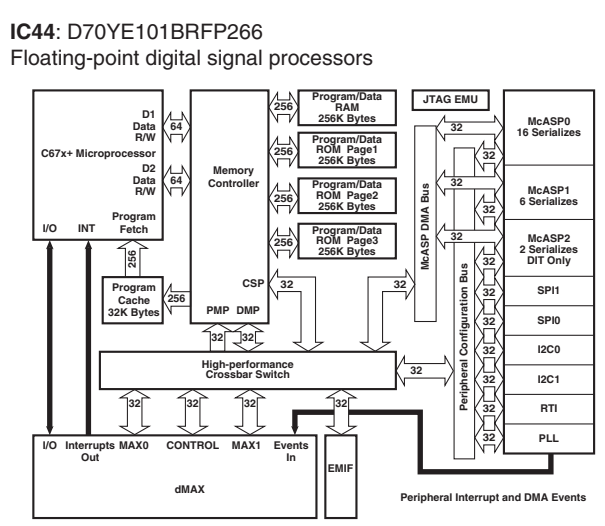 IC44: D70YE101BRFP266
Floating-point digital signal processors
D1
Data
R/W
64
C67x+ Microprocessor
D2
Data
R/W
64
I/O
INT
Program
Fetch
256
Program
Cache
32K Bytes
256
Memory
Controller
CSP
32
PMP
DMP
32
32
256
Program/Data
RAM
256K Bytes
256
Program/Data
ROM Page1
256K Bytes
256
Program/Data
ROM Page2
256K Bytes
256
Program/Data
ROM Page3
256K Bytes
JTAG EMU
32
McASP DMA Bus
32
32
32
32
Peripheral Configuration Bus
32
32
32
32
32
32
32
32
32
McASP0
16 Serializes
McASP1
6 Serializes
McASP2
2 Serializes
DIT Only
SPI1
SPI0
I2C0
I2C1
RTI
PLL
High-performance
Crossbar Switch
32
32
32
32
I/O
Interrupts
Out
MAX0
CONTROL
MAX1
Events
In
dMAX
EMIF
Peripheral Interrupt and DMA Events